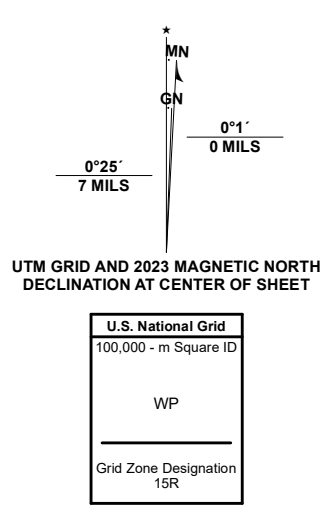 ★
MN
GN
0°1´
0 MILS
0°25´
7 MILS
UTM GRID AND 2023 MAGNETIC NORTH
DECLINATION AT CENTER OF SHEET
U.S. National Grid
100,000 - m Square ID
WP
Grid Zone Designation
15R